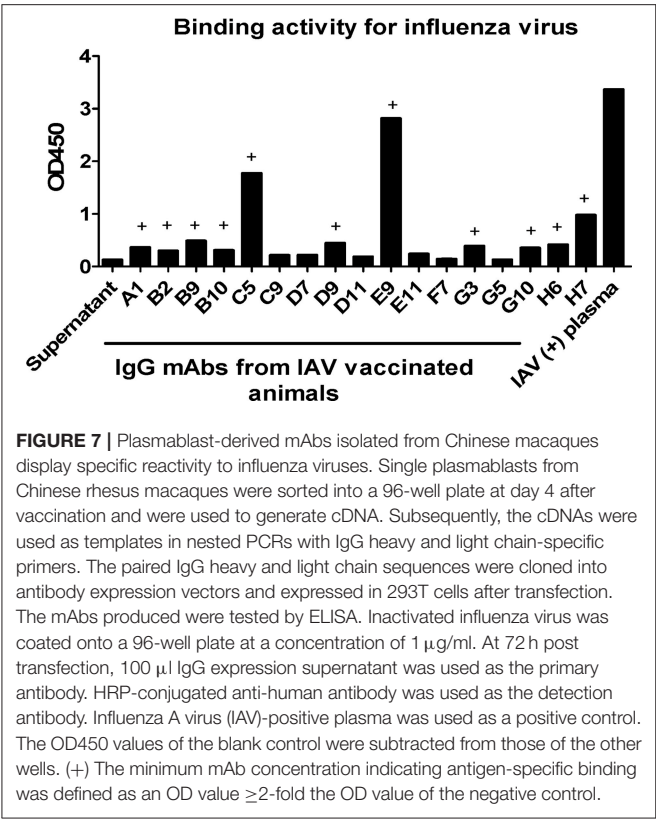 Binding activity for influenza virus
4
3
2
1
0
OD450
+ + + + + + + + + + +
Supernatant A1 B2 B9 B10 C5 C9 D7 D9 D11 E9 E11 F7 G3 G5 G10 H6 H7 IAV (+) plasma
IgG mAbs from IAV vaccinated
animals
FIGURE 7 | Plasmablast-derived mAbs isolated from Chinese macaques
display specific reactivity to influenza viruses. Single plasmablasts from
Chinese rhesus macaques were sorted into a 96-well plate at day 4 after
vaccination and were used to generate cDNA. Subsequently, the cDNAs were
used as templates in nested PCRs with IgG heavy and light chain-specific
primers. The paired IgG heavy and light chain sequences were cloned into
antibody expression vectors and expressed in 293T cells after transfection.
The mAbs produced were tested by ELISA. Inactivated influenza virus was
coated onto a 96-well plate at a concentration of 1 μg/ml. At 72 h post
transfection, 100 μl IgG expression supernatant was used as the primary
antibody. HRP-conjugated anti-human antibody was used as the detection
antibody. Influenza A virus (IAV)-positive plasma was used as a positive control.
The OD450 values of the blank control were subtracted from those of the other
wells. (+) The minimum mAb concentration indicating antigen-specific binding
was defined as an OD value ≥2-fold the OD value of the negative control.